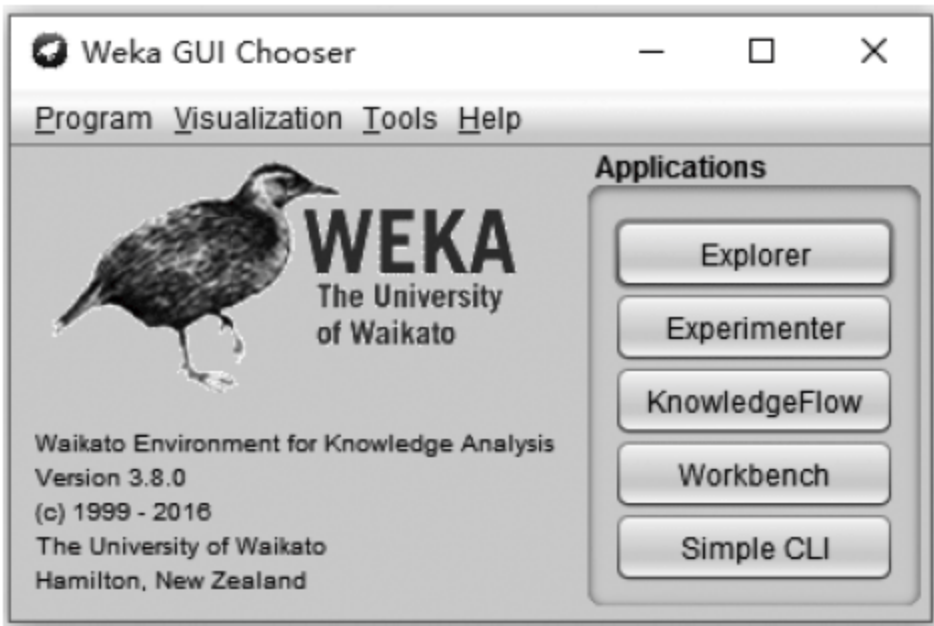 Weka GUI Chooser
Program Visualization Tools Help
WEKA
The University
of Waikato
Waikato Environment for Knowledge Analysis
Version 3.8.0
(c) 1999 - 2016
The University of Waikato
Hamilton, New Zealand
Applications
Explorer
Experimenter
KnowledgeFlow
Workbench
Simple CLI